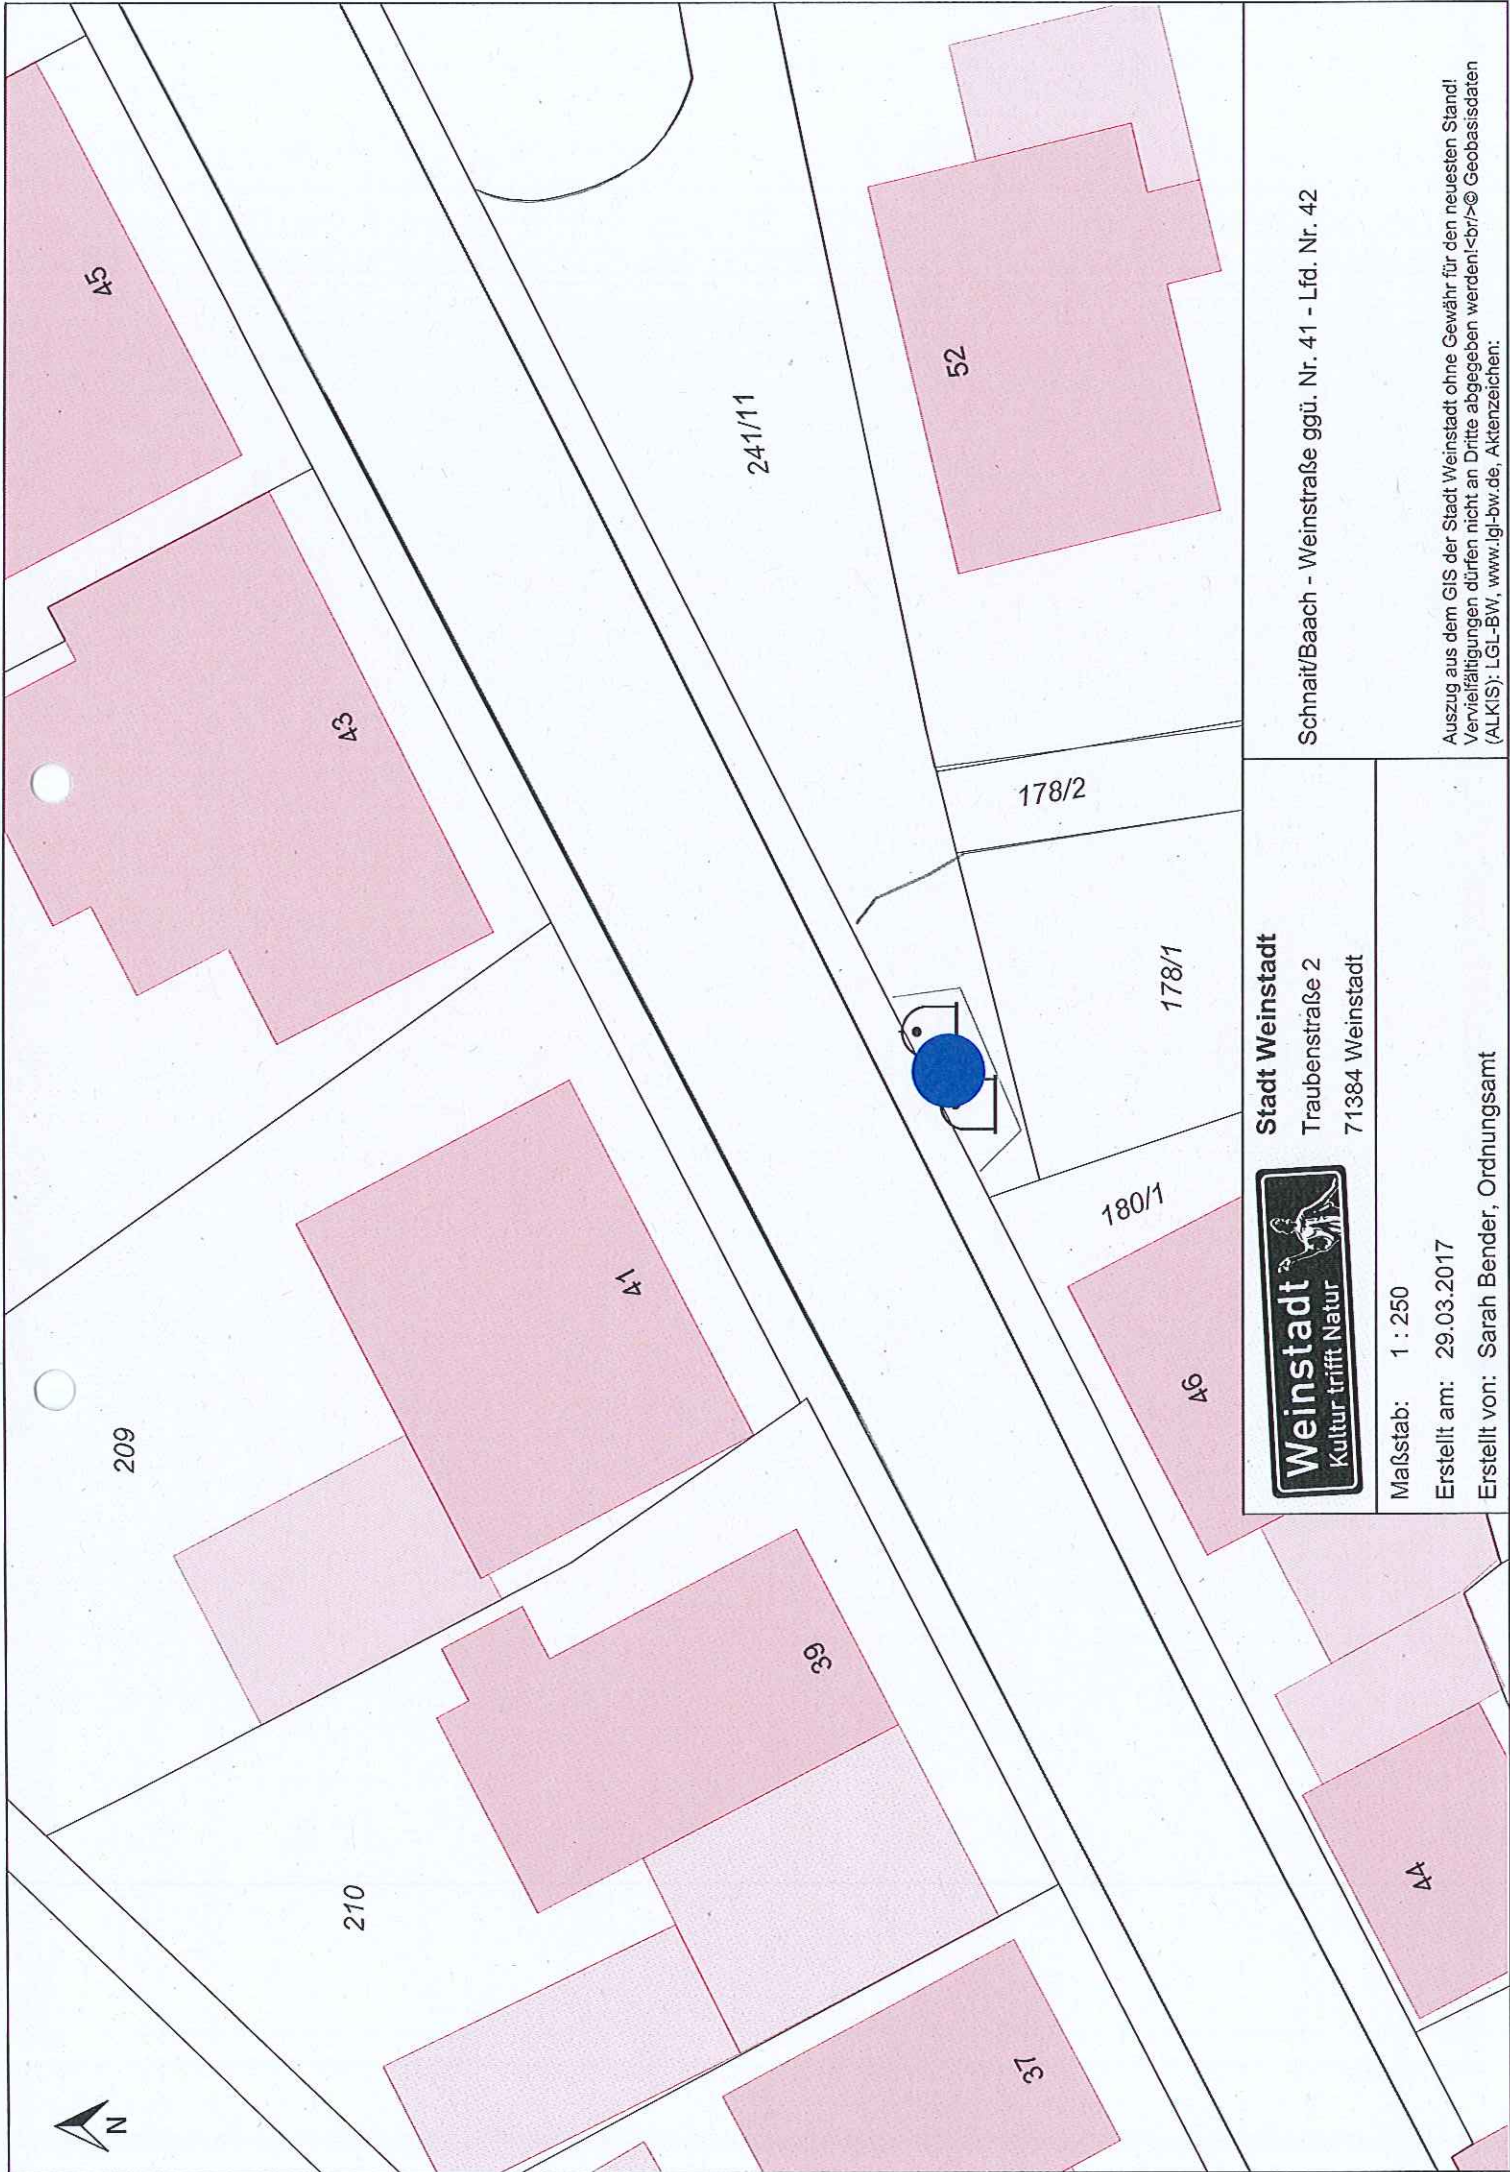 N
209
210
45
43
41
39
37
241/11
52
178/2
178/1
180/1
46
44
Weinstadt
Kultur trifft Natur
Stadt Weinstadt
Traubenstraße 2
71384 Weinstadt
Maßstab: 1 : 250
Erstellt am: 29.03.2017
Erstellt von: Sarah Bender, Ordnungsamt
Schnait/Baach - Weinstraße ggü. Nr. 41 - Lfd. Nr. 42
Auszug aus dem GIS der Stadt Weinstadt ohne Gewähr für den neuesten Stand!
Vervielfältigungen dürfen nicht an Dritte abgegeben werden!<br/>© Geobasisdaten
(ALKIS): LGL-BW, www.lgl-bw.de, Aktenzeichen: